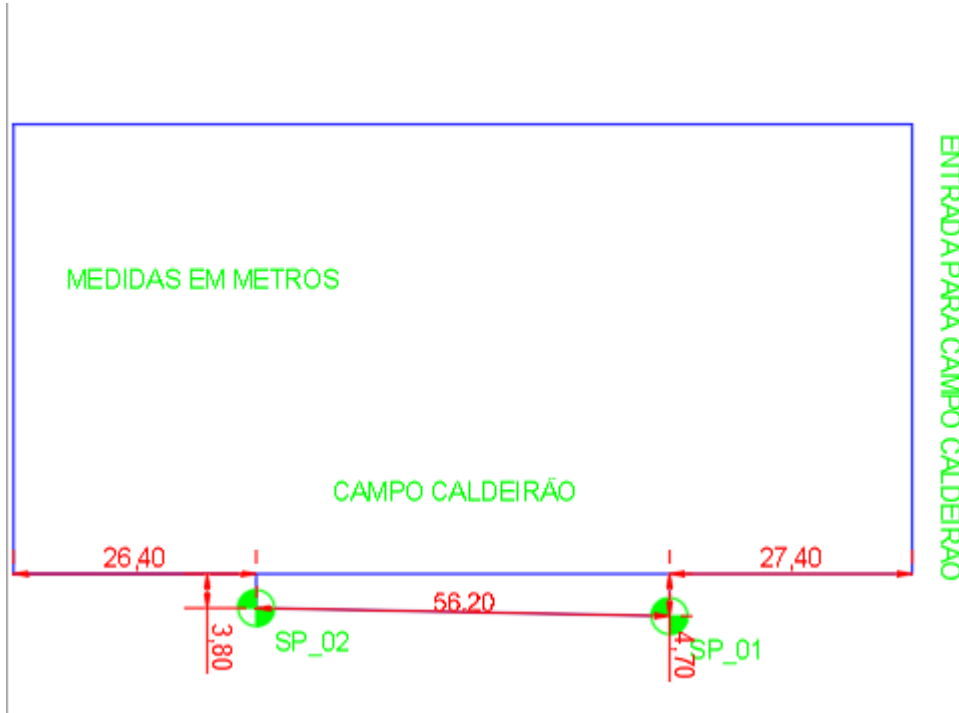 ENTRADA PARA CAMPO CALDEIRÃO
MEDIDAS EM METROS
CAMPO CALDEIRÃO
26,40
27,40
56,20
3,80
SP_02
4,70
SP_01